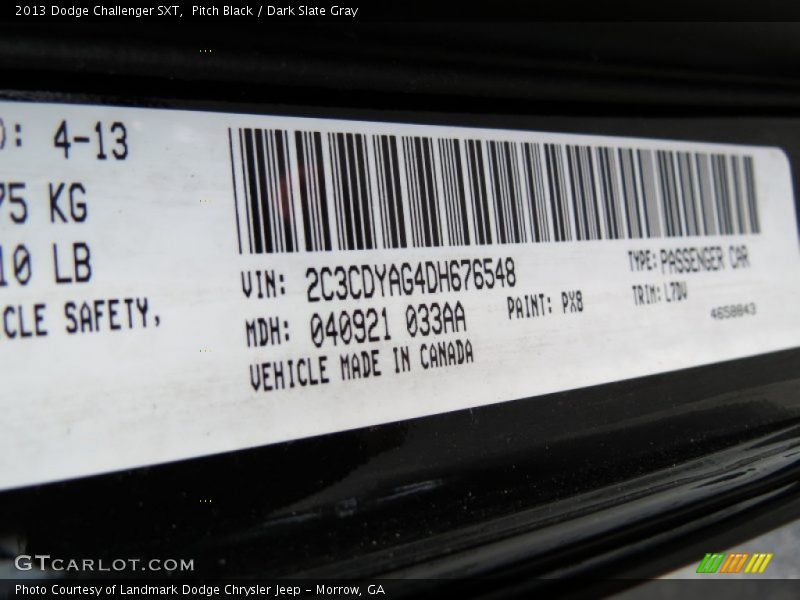 2013 Dodge Challenger SXT,  Pitch Black / Dark Slate Gray
: 4-13
75 KG
10 LB
CLE SAFETY,
VIN: 2C3CDYAG4DH676548
TYPE: PASSENGER CAR
MDH: 040921 033AA
PAINT: PX8
TRIM: L7DV
VEHICLE MADE IN CANADA
4658843
GTCARLOT.COM
Photo Courtesy of Landmark Dodge Chrysler Jeep - Morrow, GA